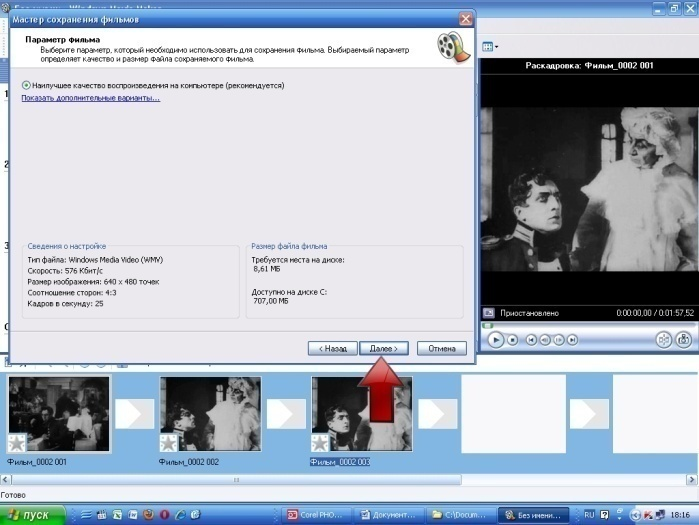 Мастер сохранения фильмов
Параметр фильма
Выберите параметр, который необходимо использовать для сохранения фильма. Выбираемый параметр
определяет качество и размер файла сохраняемого фильма.
Наилучшее качество воспроизведения на компьютере (рекомендуется)
Показать дополнительные варианты...
Сведения о настройке
Тип файла: Windows Media Video (WMV)
Скорость: 576 Кбит/с
Размер изображения: 640 x 480 точек
Соотношение сторон: 4:3
Кадров в секунду: 25
Размер файла фильма
Требуется места на диске:
8,61 МБ
Доступно на диске C:
707,00 МБ
< Назад
Далее >
Отмена
Раскадровка: Фильм_0002 001
Приостановлено
0:00:00,00 / 0:01:57,52
Фильм_0002 001
Фильм_0002 002
Фильм_0002 003
Готово
пуск
Corel PHO...
Документ...
C:\Docum...
Без имени...
RU
18:16